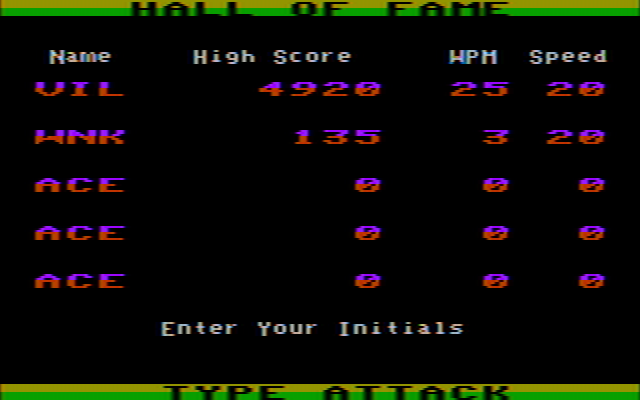 HALL OF FAME
Name High Score WPM Speed
VIL 4920 25 20
WNK 135 3 20
ACE 0 0 0
ACE 0 0 0
ACE 0 0 0
Enter Your Initials
TYPE ATTACK